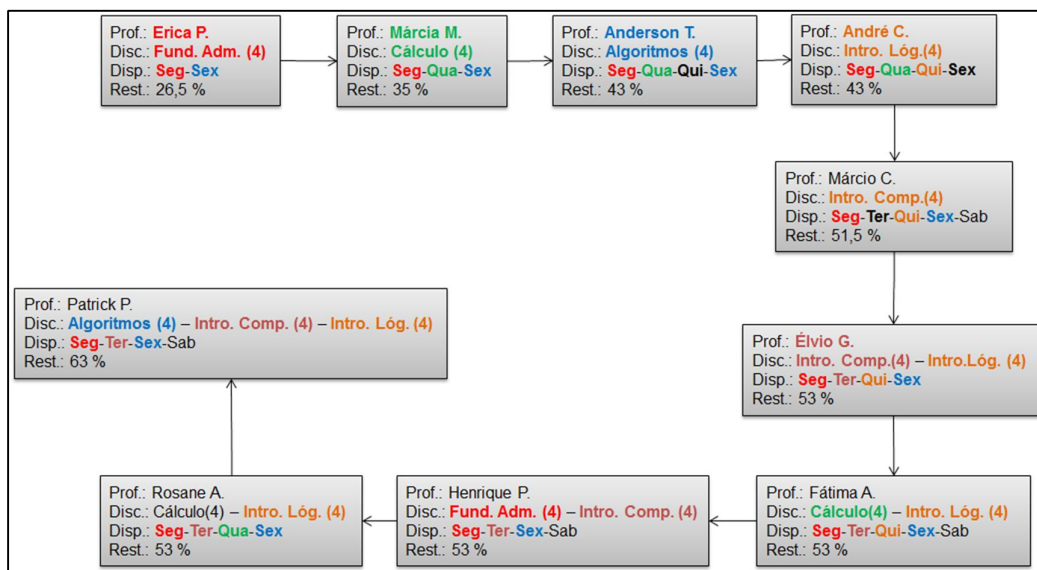 Prof.: Erica P.
Disc.: Fund. Adm. (4)
Disp.: Seg-Sex
Rest.: 26,5 %
Prof.: Márcia M.
Disc.: Cálculo (4)
Disp.: Seg-Qua-Sex
Rest.: 35 %
Prof.: Anderson T.
Disc.: Algoritmos (4)
Disp.: Seg-Qua-Qui-Sex
Rest.: 43 %
Prof.: André C.
Disc.: Intro. Lóg.(4)
Disp.: Seg-Qua-Qui-Sex
Rest.: 43 %
Prof.: Márcio C.
Disc.: Intro. Comp.(4)
Disp.: Seg-Ter-Qui-Sex-Sab
Rest.: 51,5 %
Prof.: Élvio G.
Disc.: Intro. Comp.(4) – Intro.Lóg. (4)
Disp.: Seg-Ter-Qui-Sex
Rest.: 53 %
Prof.: Fátima A.
Disc.: Cálculo(4) – Intro. Lóg. (4)
Disp.: Seg-Ter-Qui-Sex-Sab
Rest.: 53 %
Prof.: Henrique P.
Disc.: Fund. Adm. (4) – Intro. Comp. (4)
Disp.: Seg-Ter-Sex-Sab
Rest.: 53 %
Prof.: Rosane A.
Disc.: Cálculo(4) – Intro. Lóg. (4)
Disp.: Seg-Ter-Qua-Sex
Rest.: 53 %
Prof.: Patrick P.
Disc.: Algoritmos (4) – Intro. Comp. (4) – Intro. Lóg. (4)
Disp.: Seg-Ter-Sex-Sab
Rest.: 63 %